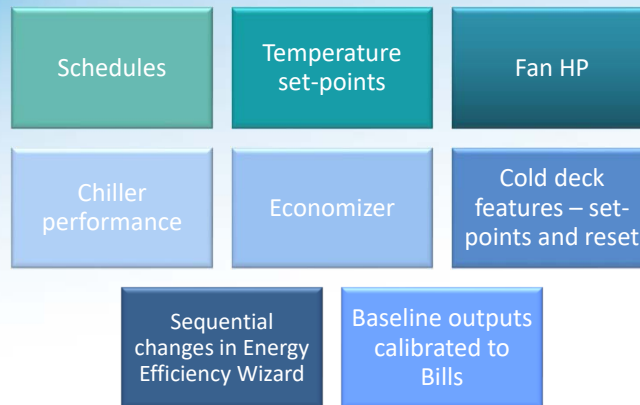 Schedules
Temperature
set-points
Fan HP
Chiller
performance
Economizer
Cold deck
features – set-
points and reset
Sequential
changes in Energy
Efficiency Wizard
Baseline outputs
calibrated to
Bills